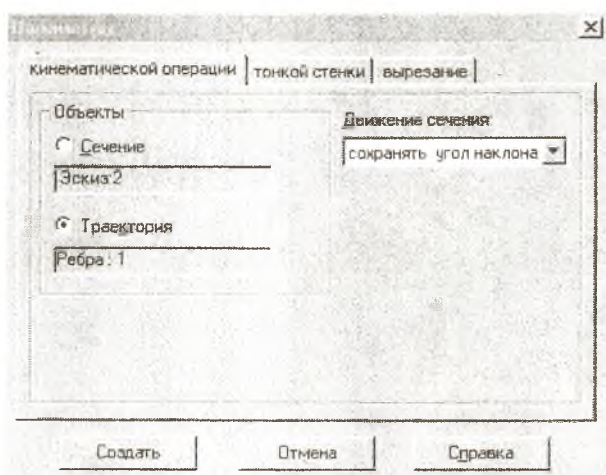 Параметры
кинематической операции тонкой стенки вырезание
Объекты
Движение сечения:
Сечение
сохранять угол наклона
Эскиз:2
Траектория
Ребра: 1
Создать Отмена Справка